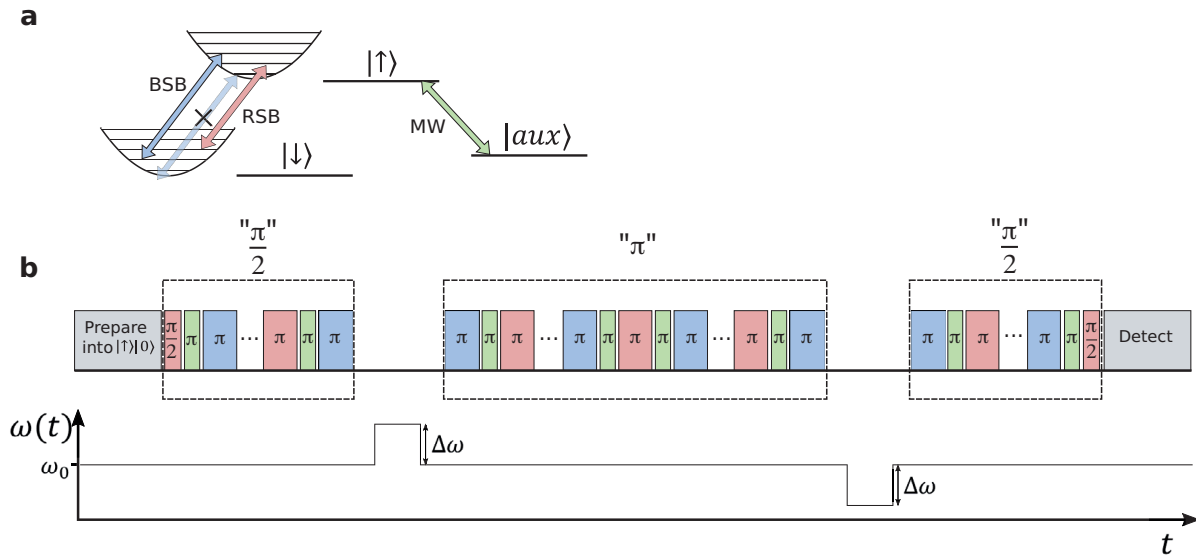 a
BSB
RSB
|↑⟩
MW
|aux⟩
|↓⟩
"π"
2
"π"
"π"
2
b
Prepare
into|↑⟩|0⟩
π
2
π
π
...
π
π
π
π
π
π
...
π
π
π
π
π
...
π
π
π
π
π
π
...
π
π
π
2
Detect
ω(t)
Δω
ω₀
Δω
t